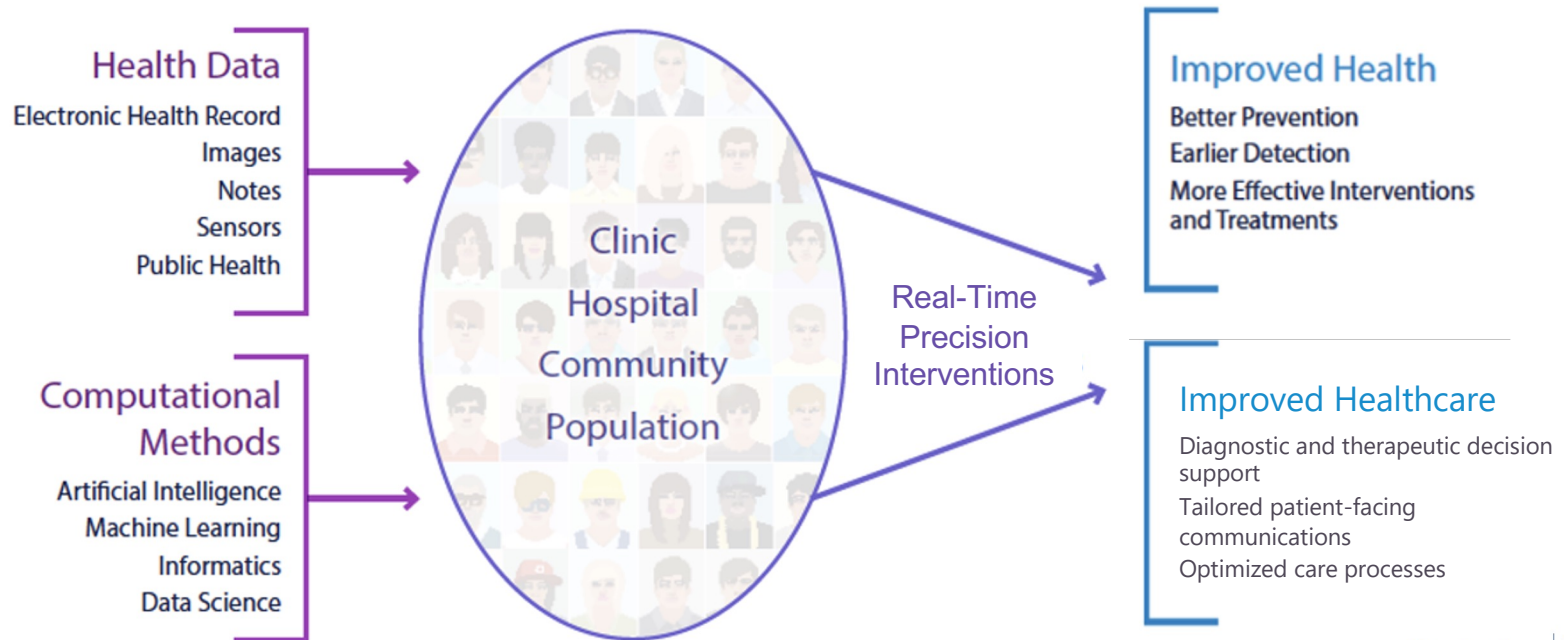 Health Data
Electronic Health Record
Images
Notes
Sensors
Public Health
Computational
Methods
Artificial Intelligence
Machine Learning
Informatics
Data Science
Clinic
Hospital
Community
Population
Real-Time
Precision
Interventions
Improved Health
Better Prevention
Earlier Detection
More Effective Interventions
and Treatments
Improved Healthcare
Diagnostic and therapeutic decision
support
Tailored patient-facing
communications
Optimized care processes